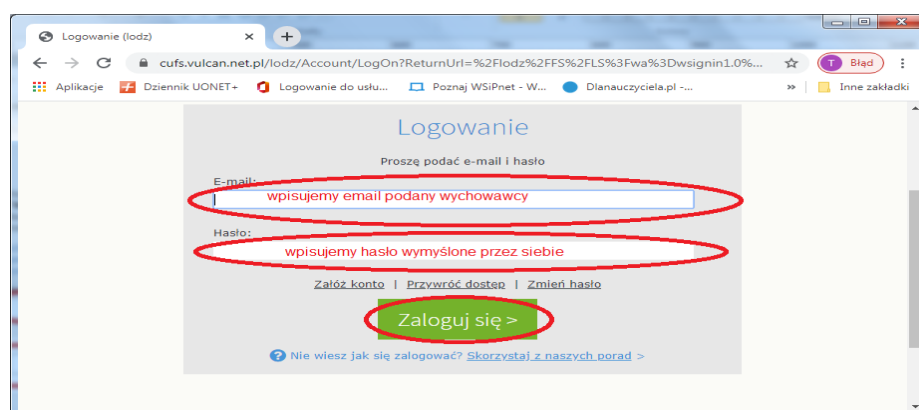 Logowanie (lodz)
cufs.vulcan.net.pl/lodz/Account/LogOn?ReturnUrl=%2Flodz%2FFS%2FLS%3Fwa%3Dwsignin1.0%...
T Błąd
Aplikacje Dziennik UONET+ Logowanie do usłu... Poznaj WSiPnet - W... Dlanauczyciela.pl -... » Inne zakładki
Logowanie
Proszę podać e-mail i hasło
E-mail:
wpisujemy email podany wychowawcy
Hasło:
wpisujemy hasło wymyślone przez siebie
Załóż konto | Przywróć dostęp | Zmień hasło
Zaloguj się >
? Nie wiesz jak się zalogować? Skorzystaj z naszych porad >